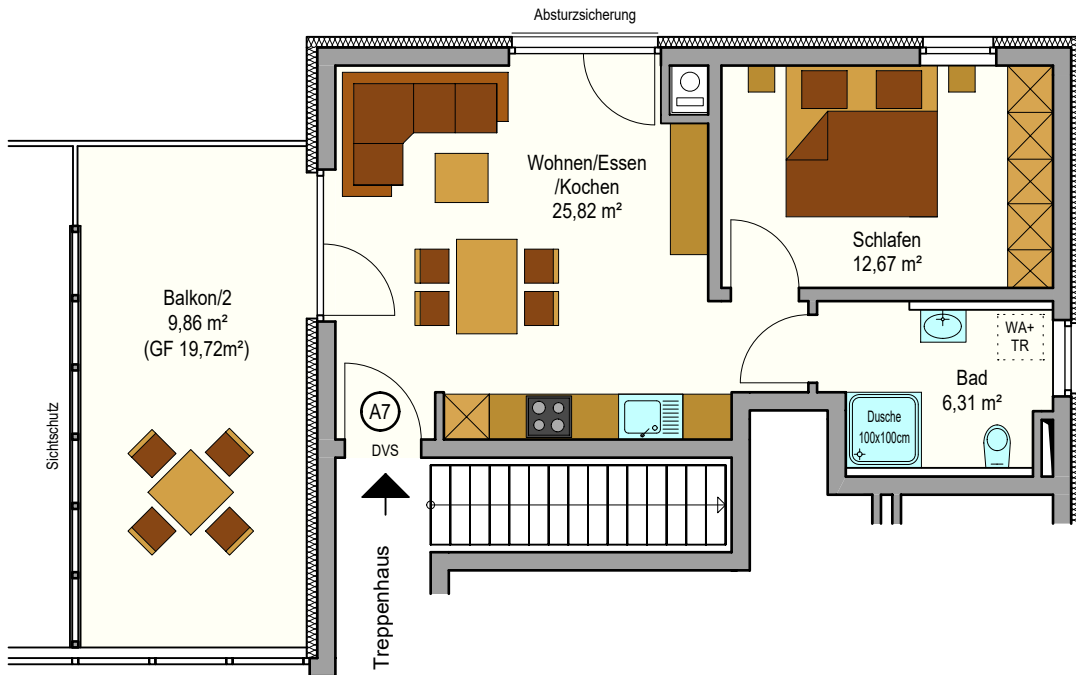 Absturzsicherung
Wohnen/Essen
/Kochen
25,82 m²
Schlafen
12,67 m²
Balkon/2
9,86 m²
(GF 19,72m²)
Sichtschutz
WA+
TR
Bad
6,31 m²
Dusche
100x100cm
A7
DVS
Treppenhaus